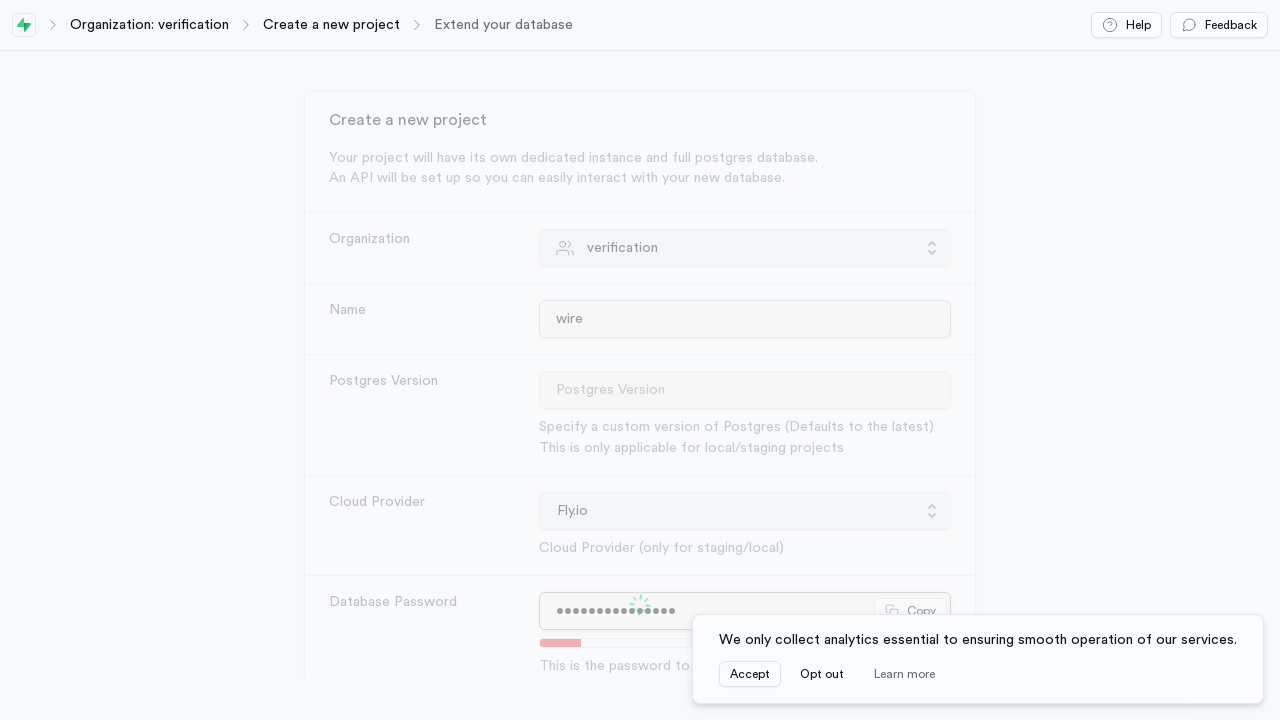 Organization: verification
Create a new project
Extend your database
Help
Feedback
Create a new project
Your project will have its own dedicated instance and full postgres database.
An API will be set up so you can easily interact with your new database.
Organization
verification
Name
wire
Postgres Version
Postgres Version
Specify a custom version of Postgres (Defaults to the latest)
This is only applicable for local/staging projects
Cloud Provider
Fly.io
Cloud Provider (only for staging/local)
Database Password
••••••••••••••••
Copy
This is the password to
We only collect analytics essential to ensuring smooth operation of our services.
Accept
Opt out
Learn more